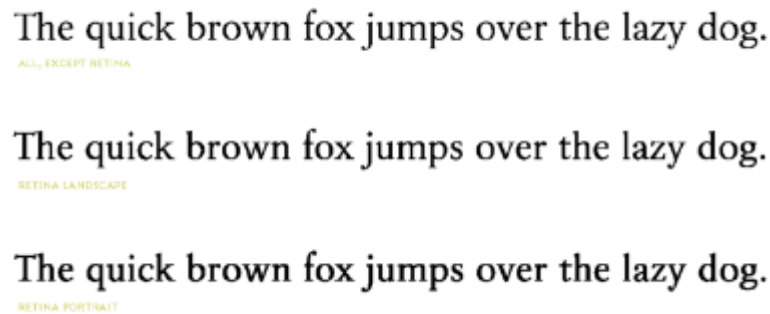 The quick brown fox jumps over the lazy dog.
ALL, EXCEPT RETINA
The quick brown fox jumps over the lazy dog.
RETINA LANDSCAPE
The quick brown fox jumps over the lazy dog.
RETINA PORTRAIT